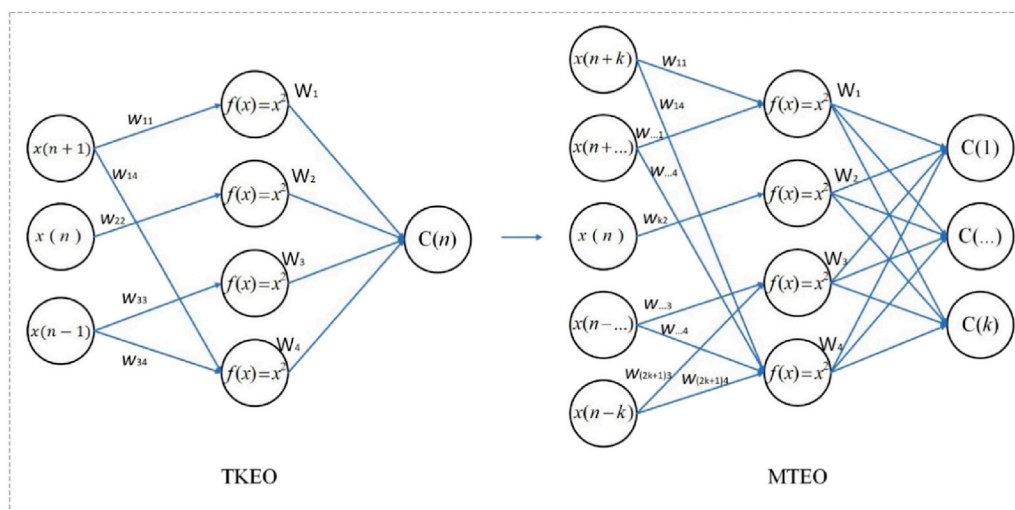 x(n+1)
x(n)
x(n−1)
w₁₁
w₁₄
w₂₂
w₃₃
w₃₄
f(x)=x²
f(x)=x²
f(x)=x²
f(x)=x²
W₁
W₂
W₃
W₄
C(n)
TKEO
x(n+k)
x(n+...)
x(n)
x(n−...)
x(n−k)
w₁₁
w₁₄
w...₁
w...₄
wₖ₂
w...₃
w...₄
w₍₂ₖ₊₁₎₃
w₍₂ₖ₊₁₎₄
f(x)=x²
f(x)=x²
f(x)=x²
f(x)=x²
W₁
W₂
W₃
W₄
C(1)
C(...)
C(k)
MTEO